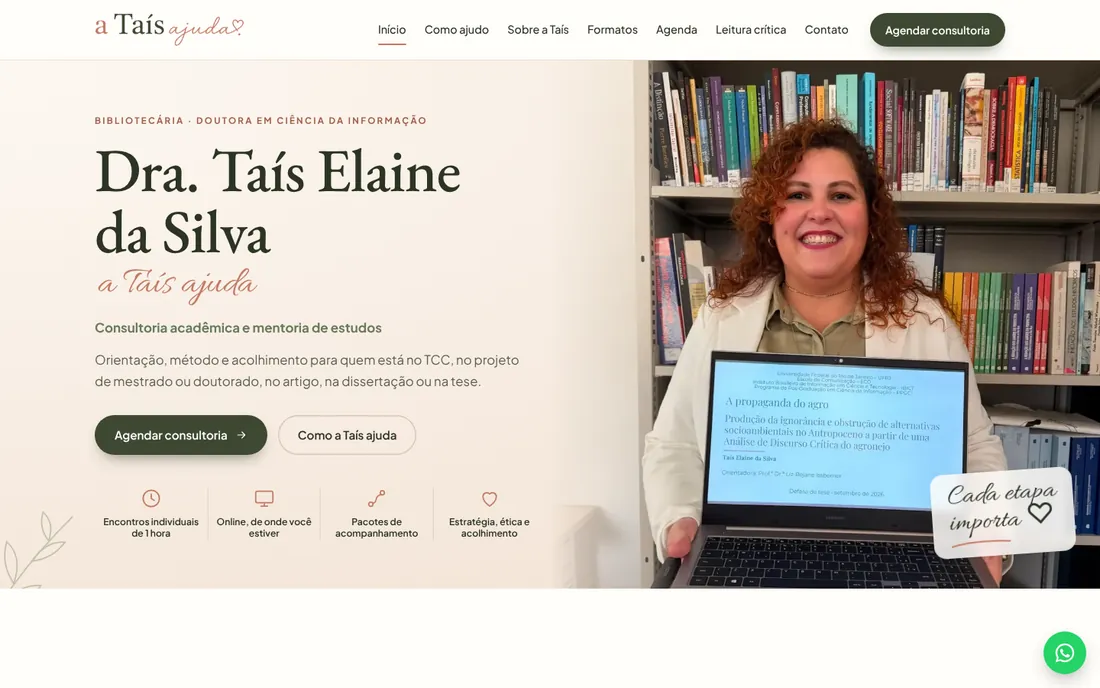 a Taís ajuda
Início
Como ajudo
Sobre a Taís
Formatos
Agenda
Leitura crítica
Contato
Agendar consultoria
BIBLIOTECÁRIA · DOUTORA EM CIÊNCIA DA INFORMAÇÃO
Dra. Taís Elaine
da Silva
a Taís ajuda
Consultoria acadêmica e mentoria de estudos
Orientação, método e acolhimento para quem está no TCC, no projeto
de mestrado ou doutorado, no artigo, na dissertação ou na tese.
Agendar consultoria →
Como a Taís ajuda
Encontros individuais
de 1 hora
Online, de onde você
estiver
Pacotes de
acompanhamento
Estratégia, ética e
acolhimento
A propaganda do agro
Produção da ignorância e obstrução de alternativas
socioambientais no Antropoceno a partir de uma
Análise de Discurso Crítica do agronejo
Taís Elaine da Silva
Cada etapa
importa